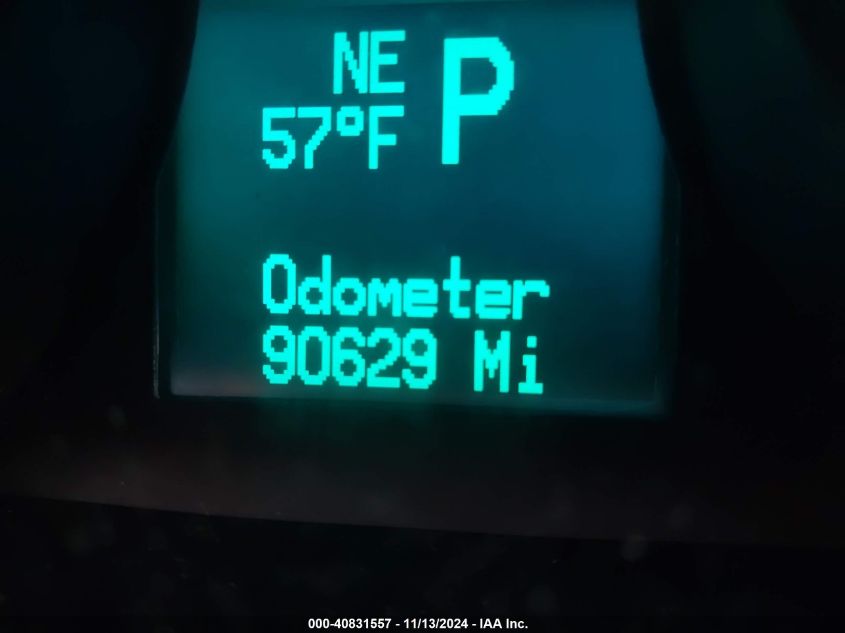 NE P
57°F
Odometer
90629 Mi
000-40831557 - 11/13/2024 - IAA Inc.